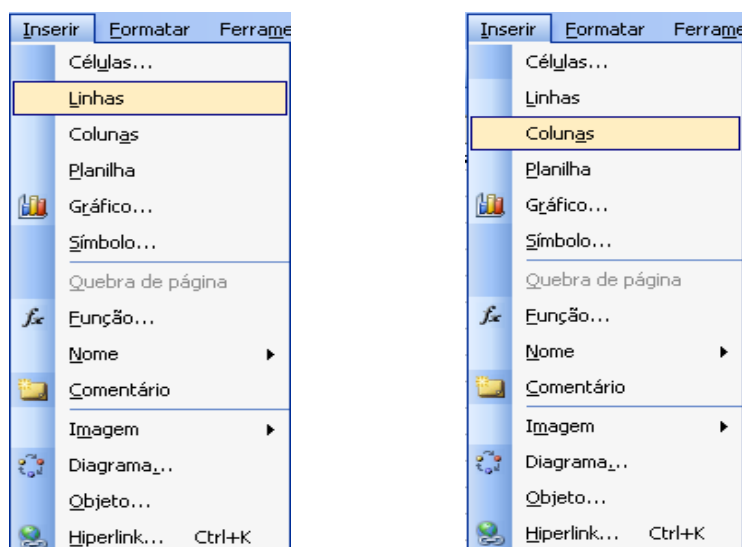 Inserir Formatar Ferrame
Células...
Linhas
Colunas
Planilha
Gráfico...
Símbolo...
Quebra de página
fx Função...
Nome
Comentário
Imagem
Diagrama...
Objeto...
Hiperlink... Ctrl+K
Inserir Formatar Ferrame
Células...
Linhas
Colunas
Planilha
Gráfico...
Símbolo...
Quebra de página
fx Função...
Nome
Comentário
Imagem
Diagrama...
Objeto...
Hiperlink... Ctrl+K